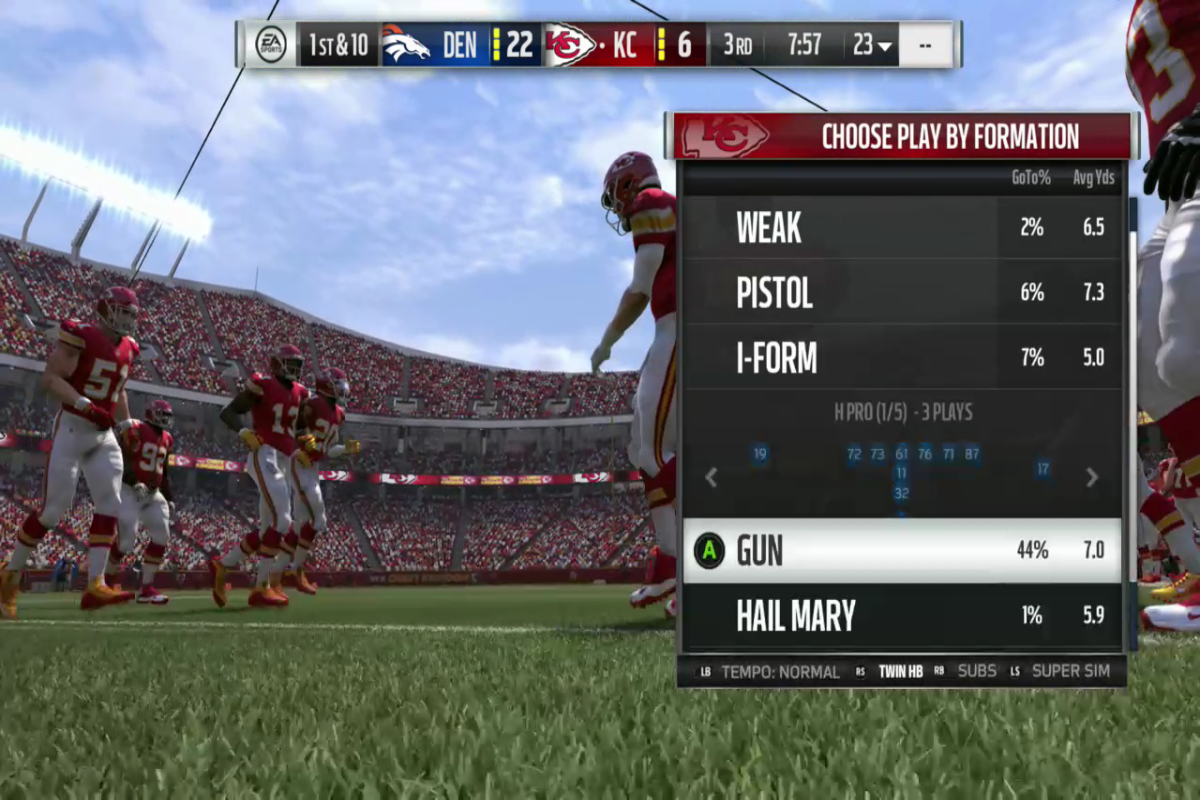 EA SPORTS 1ST & 10 DEN 22 KC · KC 6 3RD 7:57 23 --
KC CHOOSE PLAY BY FORMATION
GoTo% Avg Yds
WEAK 2% 6.5
PISTOL 6% 7.3
I-FORM 7% 5.0
H PRO (1/5) - 3 PLAYS
19 72 73 61 76 71 87
11 17
32
A GUN 44% 7.0
HAIL MARY 1% 5.9
LB TEMPO: NORMAL RS TWIN HB RB SUBS LS SUPER SIM
3
51
92
13